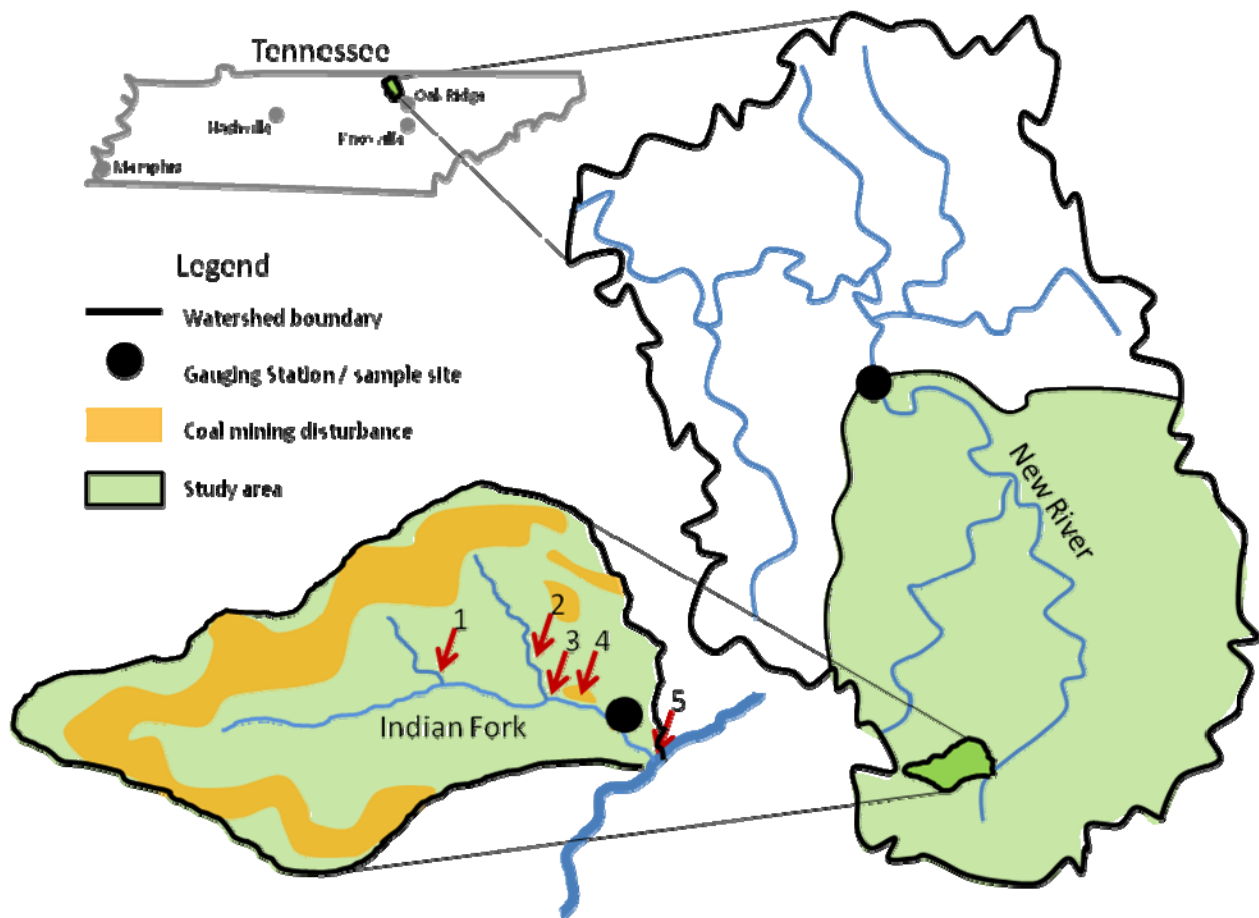 Tennessee
Oak Ridge
Nashville
Knoxville
Memphis
Legend
Watershed boundary
Gauging Station / sample site
Coal mining disturbance
Study area
New River
1
2
3
4
5
Indian Fork